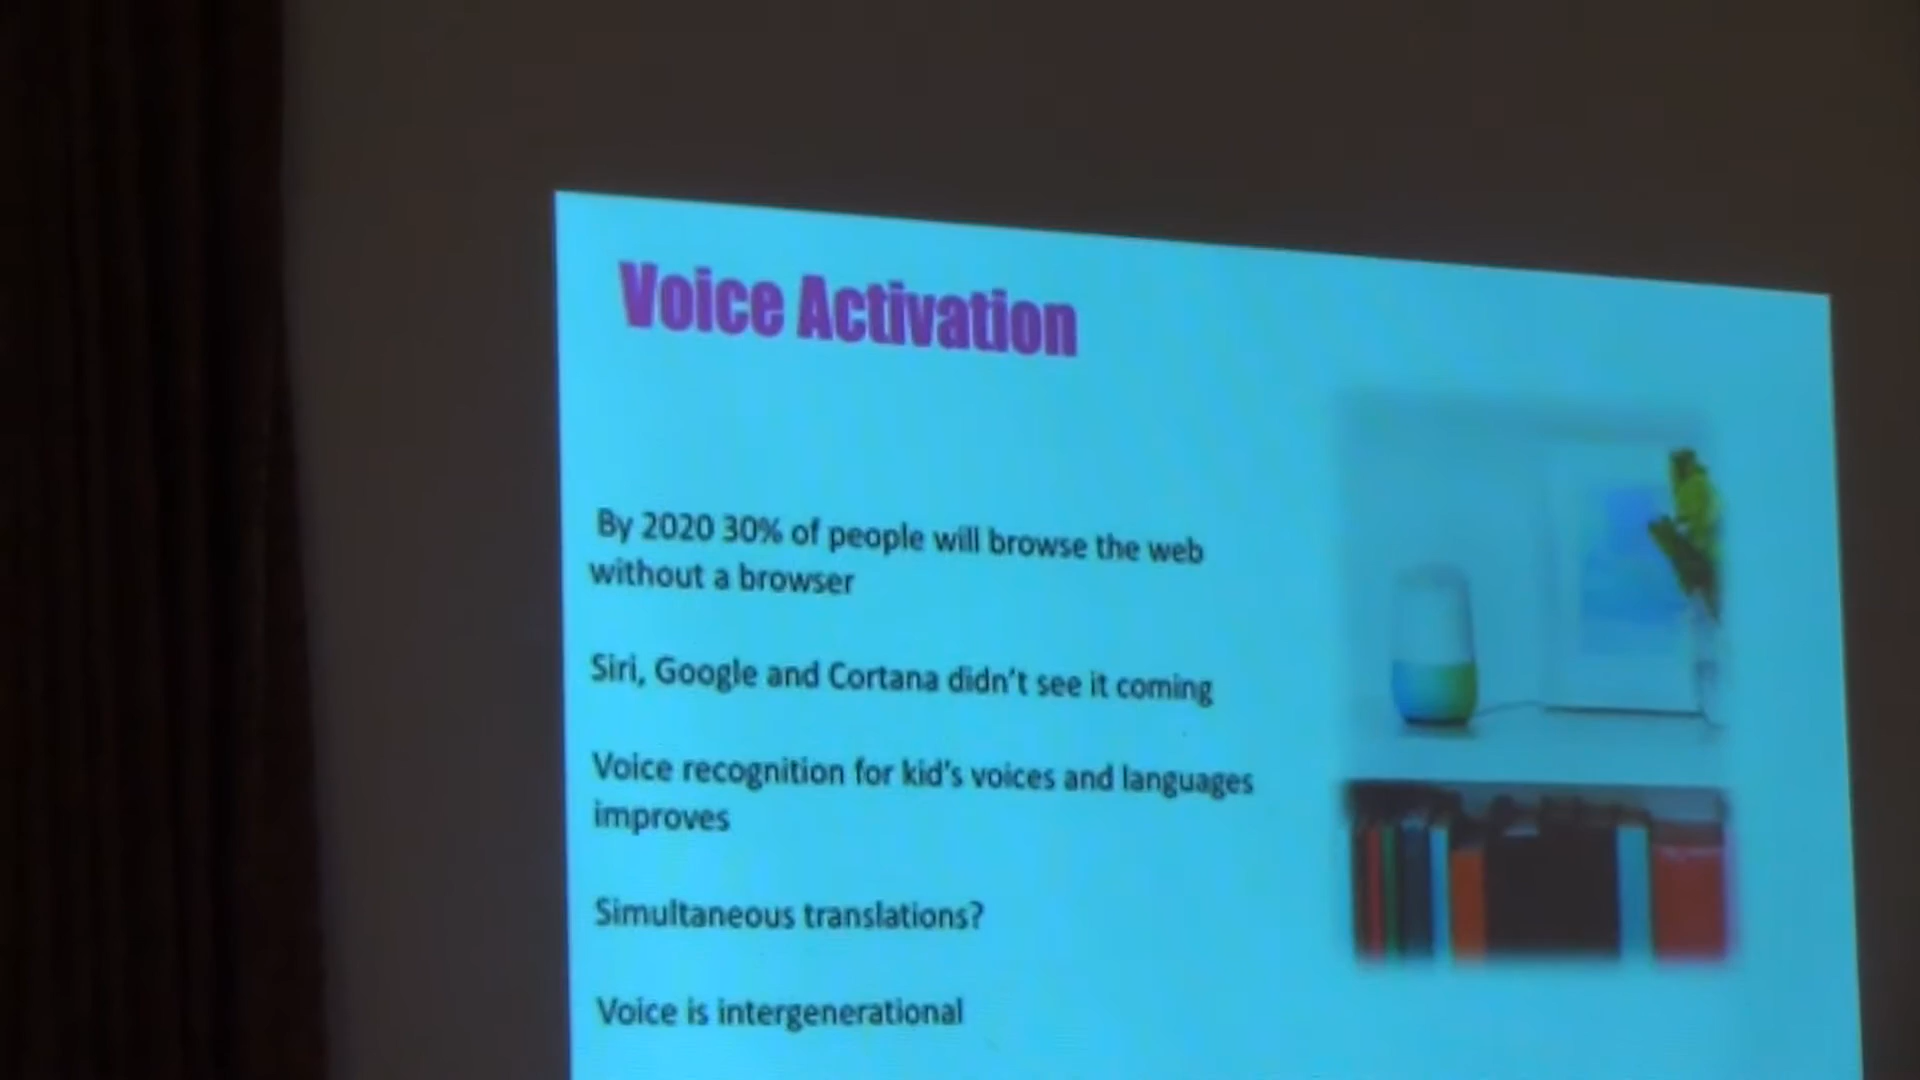 Voice Activation
By 2020 30% of people will browse the web
without a browser
Siri, Google and Cortana didn't see it coming
Voice recognition for kid's voices and languages
improves
Simultaneous translations?
Voice is intergenerational